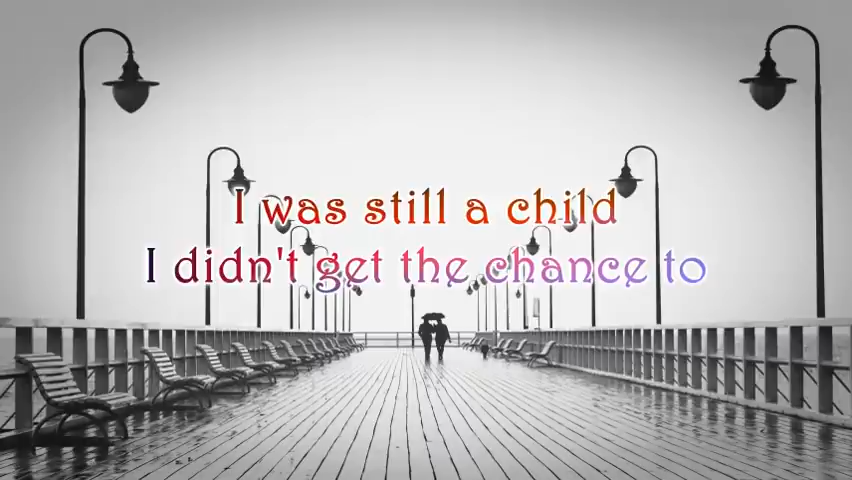 I was still a child
I didn't get the chance to